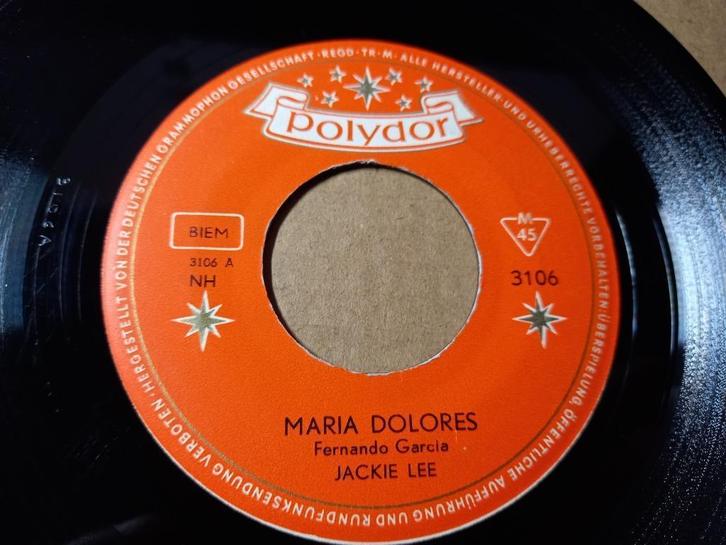 HERGESTELLT VON DER DEUTSCHEN GRAMMOPHON GESELLSCHAFT · REGD · TR · M · ALLE HERSTELLER- UND URHEBERRECHTE VORBEHALTEN: ÜBERSPIELUNG, ÖFFENTLICHE AUFFÜHRUNG UND RUNDFUNKSENDUNG VERBOTEN ·
Polydor
BIEM
M
45
3106 A
NH
3106
MARIA DOLORES
Fernando Garcia
JACKIE LEE